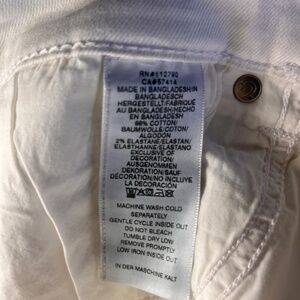 RN#112790
CA#57414
MADE IN BANGLADESH/IN
BANGLADESCH
HERGESTELLT/FABRIQUÉ
AU BANGLADESH/HECHO
EN BANGLADESH
98% COTTON/
BAUMWOLLE/COTON/
ALGODÓN
2% ELASTANE/ELASTAN/
ELASTHANNE/ELASTANO
EXCLUSIVE OF
DECORATION/
AUSGENOMMEN
DEKORATION/SAUF
DÉCORATION/NO INCLUYE
LA DECORACIÓN
MACHINE WASH COLD
SEPARATELY
GENTLE CYCLE INSIDE OUT
DO NOT BLEACH
TUMBLE DRY LOW
REMOVE PROMPTLY
LOW IRON INSIDE OUT
IN DER MASCHINE KALT